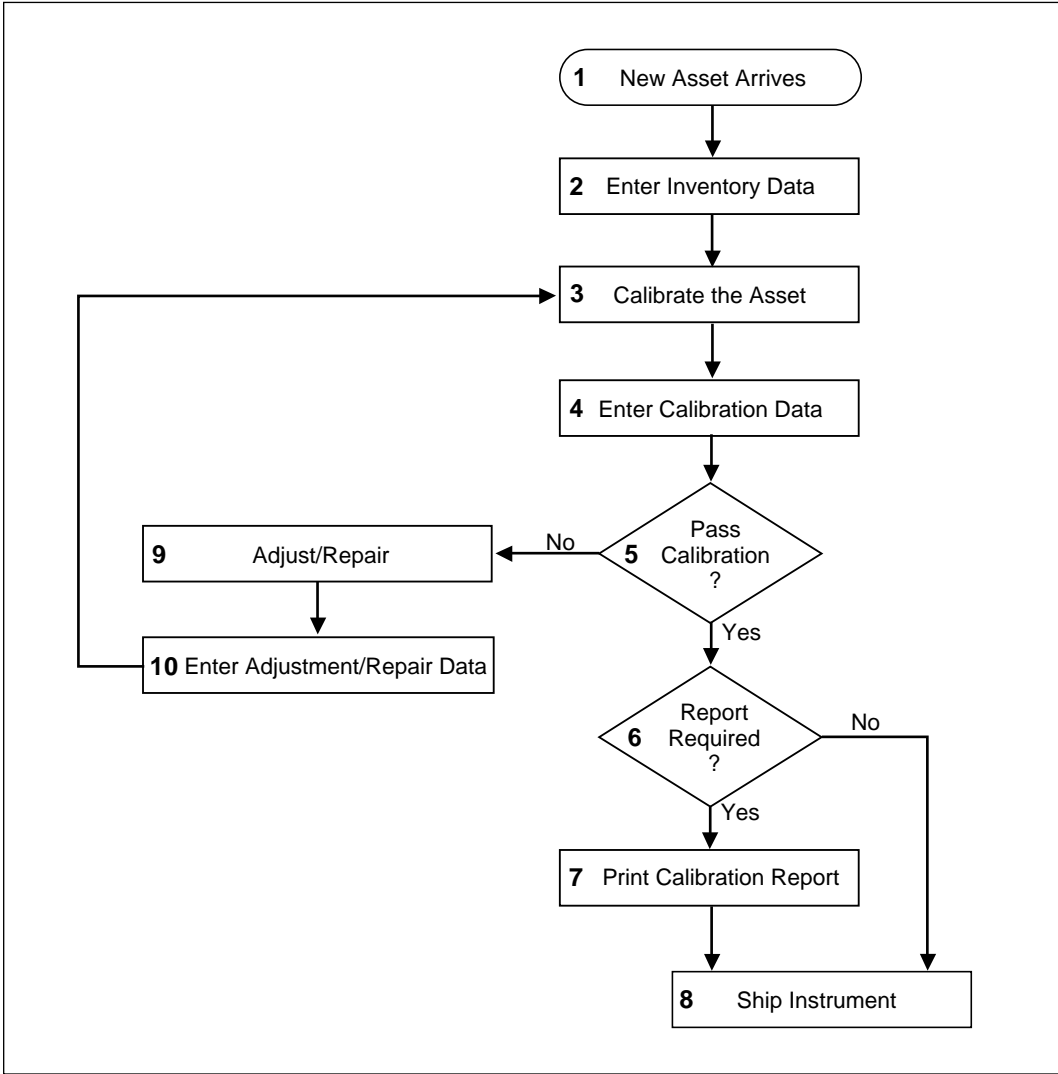 1 New Asset Arrives
2 Enter Inventory Data
3 Calibrate the Asset
4 Enter Calibration Data
5 Pass
Calibration
?
No
9 Adjust/Repair
10 Enter Adjustment/Repair Data
Yes
6 Report
Required
?
No
Yes
7 Print Calibration Report
8 Ship Instrument